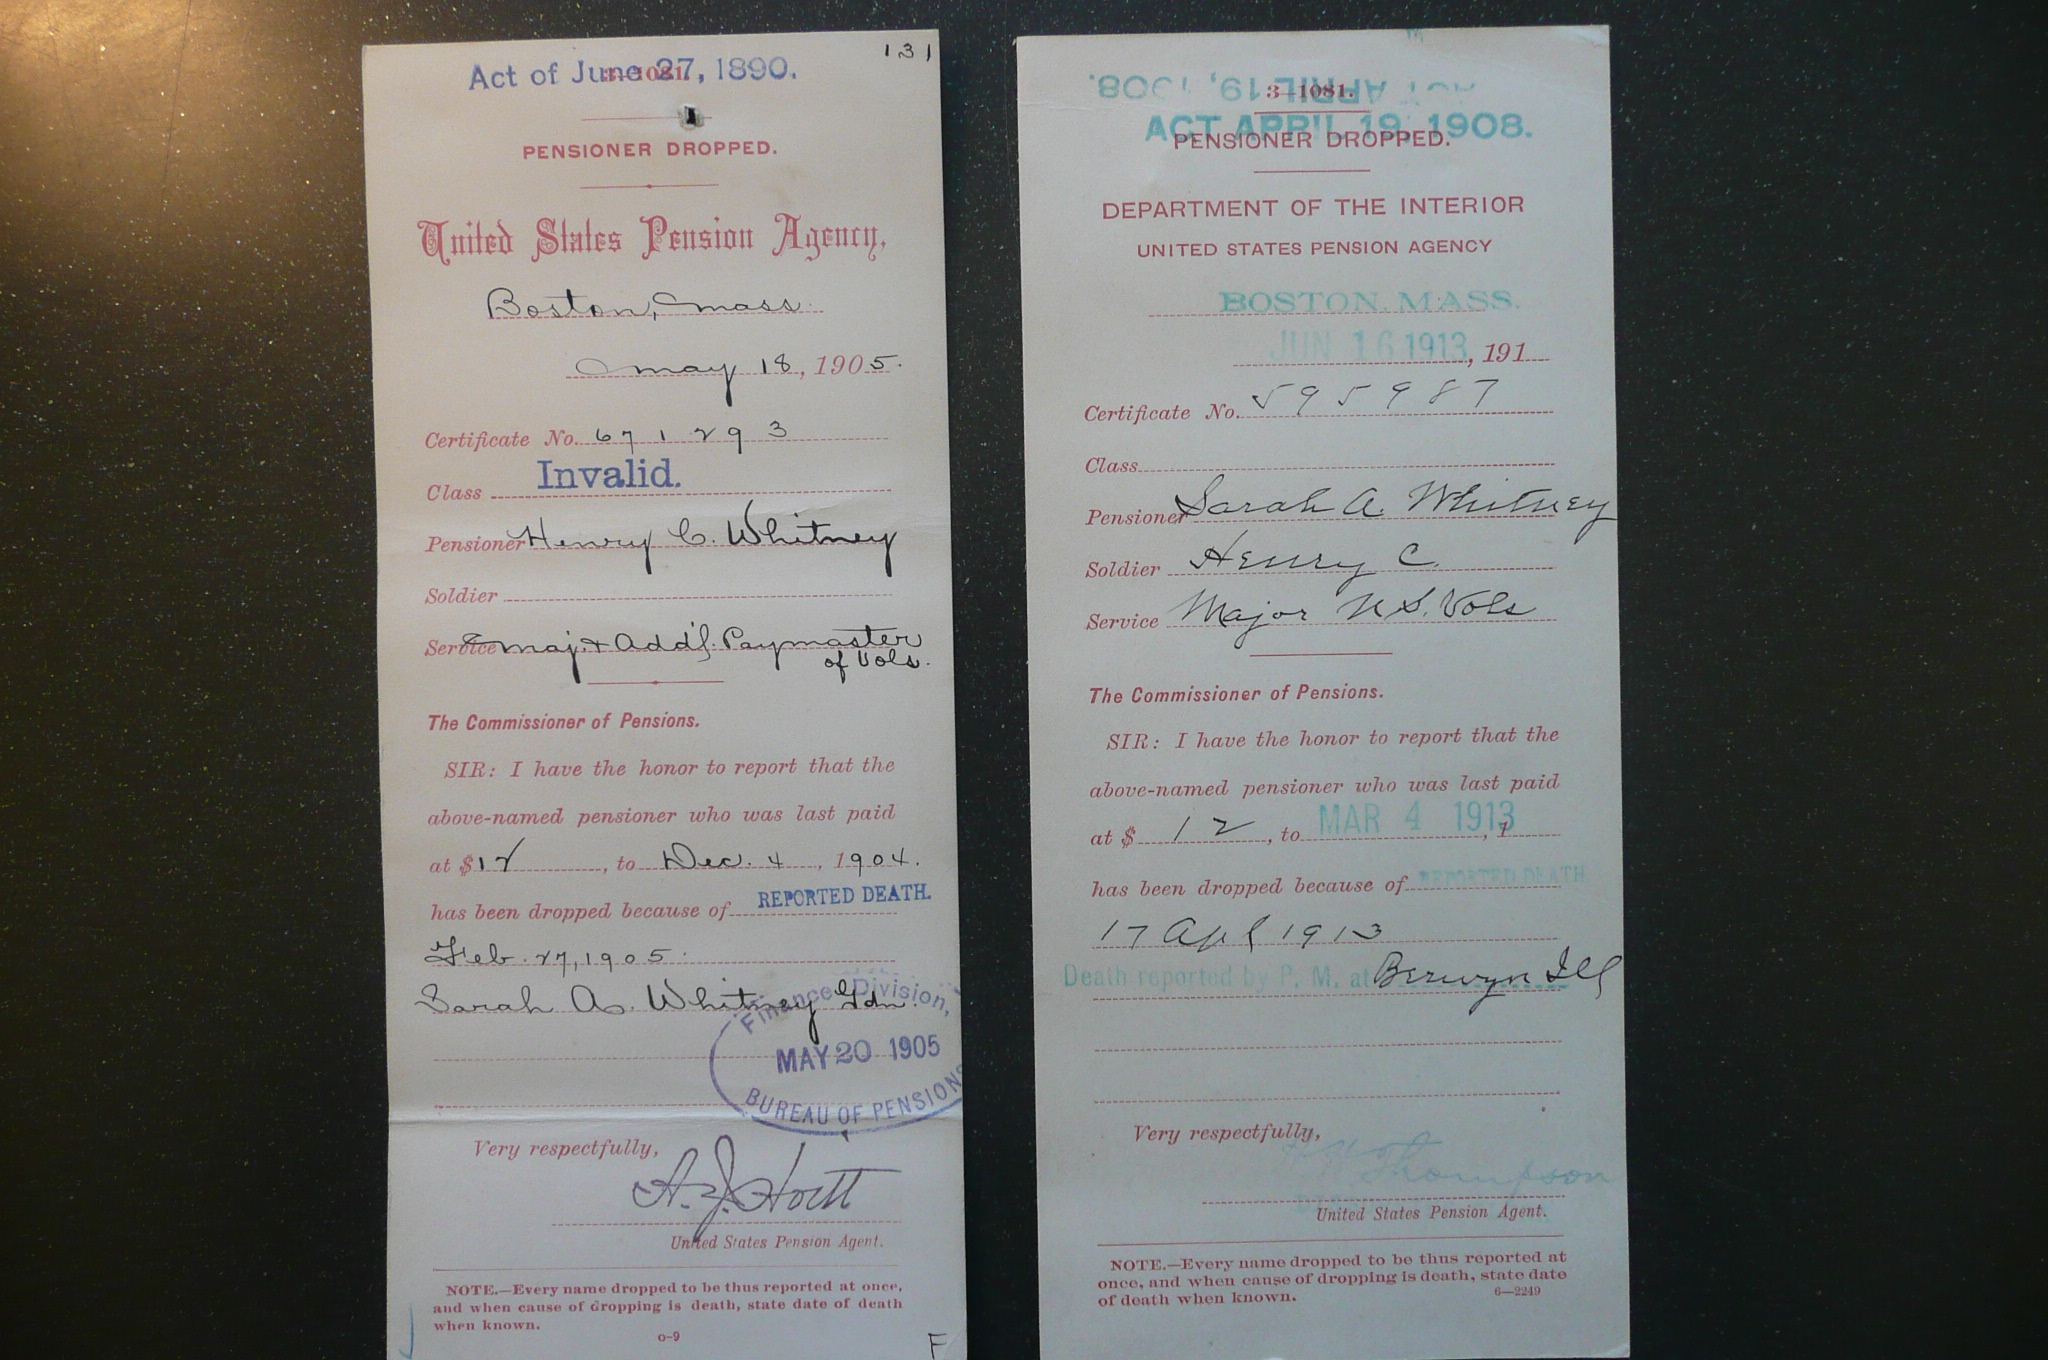 131
Act of June 27, 1890.
3-1081.
PENSIONER DROPPED.
United States Pension Agency,
Boston, Mass.
May 18, 1905.
Certificate No. 671293
Class Invalid.
Pensioner Henry C. Whitney
Soldier
Service Maj. & Add'l. Paymaster
of Vols.
The Commissioner of Pensions.
SIR: I have the honor to report that the
above-named pensioner who was last paid
at $12, to Dec. 4, 1904.
has been dropped because of REPORTED DEATH.
Feb. 27, 1905.
Sarah A. Whitney Gdn.
Finance Division,
MAY 20 1905
BUREAU OF PENSIONS
Very respectfully,
A. J. Hoitt
United States Pension Agent.
NOTE.—Every name dropped to be thus reported at once,
and when cause of dropping is death, state date of death
when known.
o-9
F
ACT APRIL 19, 1908.
3—1081.
ACT APRIL 19, 1908.
PENSIONER DROPPED.
DEPARTMENT OF THE INTERIOR
UNITED STATES PENSION AGENCY
BOSTON, MASS.
JUN 16 1913, 191
Certificate No. 595987
Class
Pensioner Sarah A. Whitney
Soldier Henry C.
Service Major U.S. Vols
The Commissioner of Pensions.
SIR: I have the honor to report that the
above-named pensioner who was last paid
at $ 12, to MAR 4 1913, 1
has been dropped because of REPORTED DEATH
17 Apl 1913
Death reported by P. M. at Berwyn Ill
Very respectfully,
Thompson
United States Pension Agent.
NOTE.—Every name dropped to be thus reported at
once, and when cause of dropping is death, state date
of death when known.
6—2249